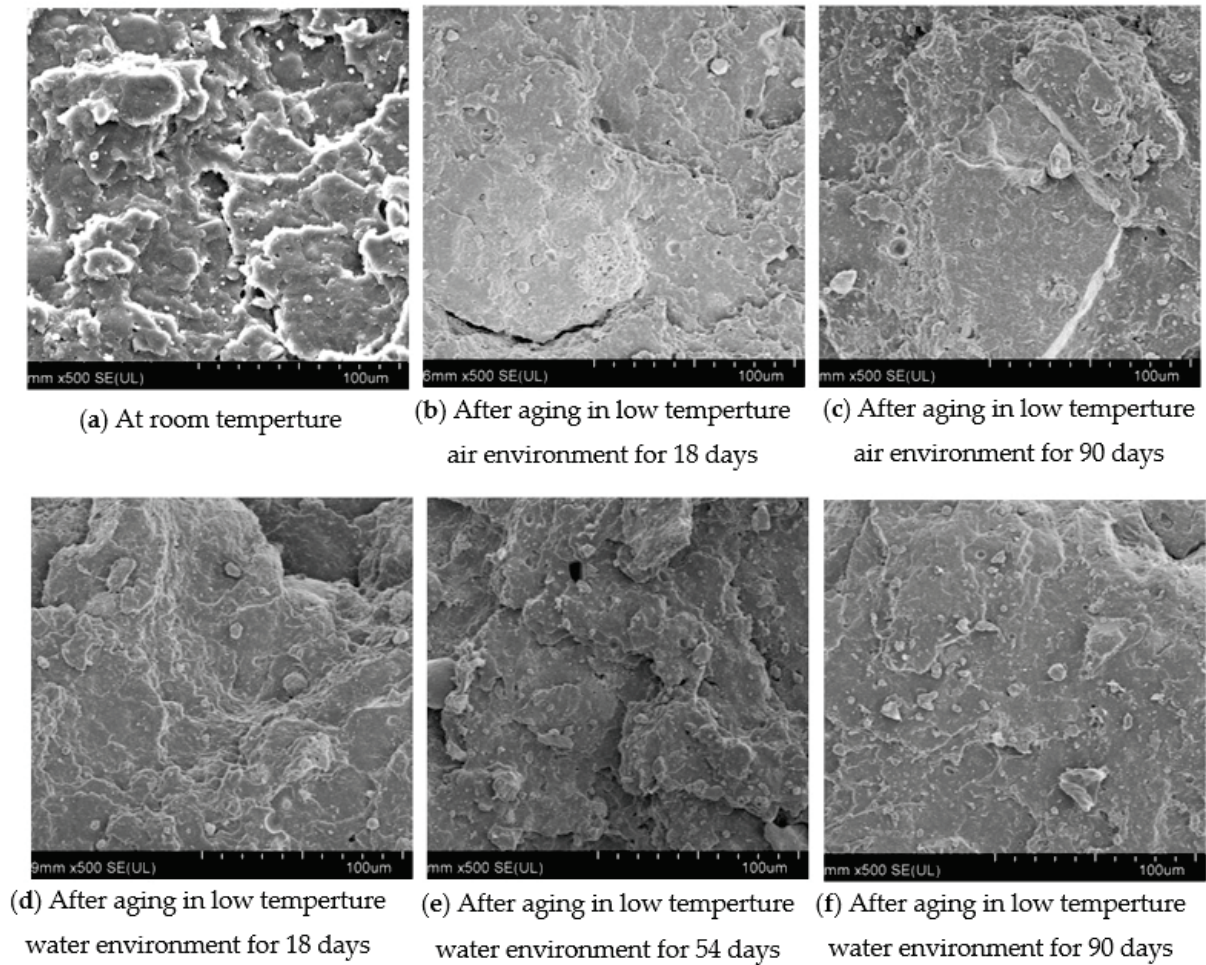 mm x500 SE(UL) 100um
6mm x500 SE(UL) 100um
mm x500 SE(UL) 100um
(a) At room temperture
(b) After aging in low temperture
air environment for 18 days
(c) After aging in low temperture
air environment for 90 days
9mm x500 SE(UL) 100um
mm x500 SE(UL) 100um
mm x500 SE(UL) 100um
(d) After aging in low temperture
water environment for 18 days
(e) After aging in low temperture
water environment for 54 days
(f) After aging in low temperture
water environment for 90 days